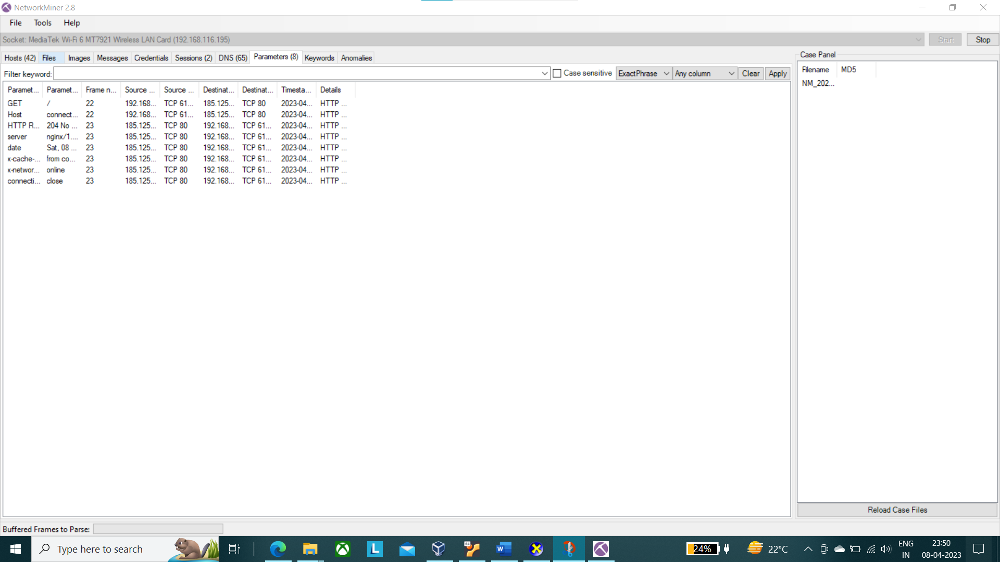 NetworkMiner 2.8
File Tools Help
Socket: MediaTek Wi-Fi 6 MT7921 Wireless LAN Card (192.168.116.195)
Start Stop
Hosts (42) Files Images Messages Credentials Sessions (2) DNS (65) Parameters (8) Keywords Anomalies
Filter keyword: Case sensitive ExactPhrase Any column Clear Apply
Paramet... Paramet... Frame n... Source ... Source ... Destinat... Destinat... Timesta... Details
GET / 22 192.168... TCP 61... 185.125... TCP 80 2023-04... HTTP ...
Host connect... 22 192.168... TCP 61... 185.125... TCP 80 2023-04... HTTP ...
HTTP R... 204 No ... 23 185.125... TCP 80 192.168... TCP 61... 2023-04... HTTP ...
server nginx/1.... 23 185.125... TCP 80 192.168... TCP 61... 2023-04... HTTP ...
date Sat, 08 ... 23 185.125... TCP 80 192.168... TCP 61... 2023-04... HTTP ...
x-cache-... from co... 23 185.125... TCP 80 192.168... TCP 61... 2023-04... HTTP ...
x-networ... online 23 185.125... TCP 80 192.168... TCP 61... 2023-04... HTTP ...
connecti... close 23 185.125... TCP 80 192.168... TCP 61... 2023-04... HTTP ...
Case Panel
Filename MD5
NM_202...
Reload Case Files
Buffered Frames to Parse:
Type here to search
L
64
W
24%
22°C
ENG
IN
23:50
08-04-2023